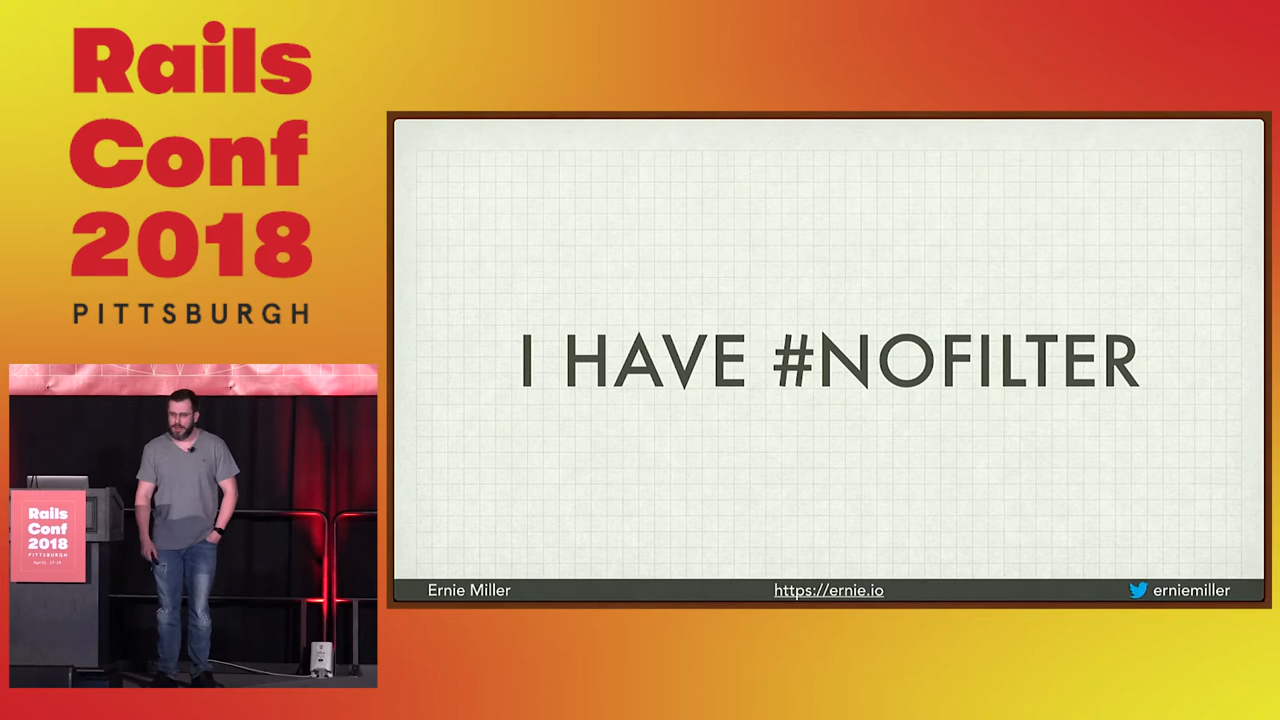 Rails
Conf
2018
PITTSBURGH
I HAVE #NOFILTER
Ernie Miller
https://ernie.io
erniemiller
Rails
Conf
2018
PITTSBURGH